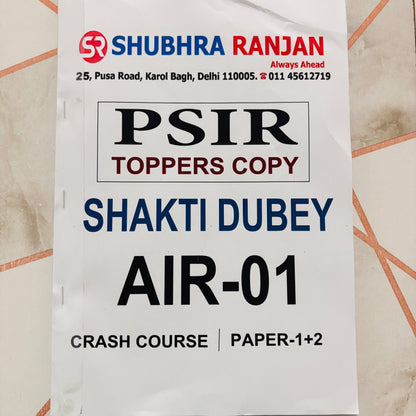 SR SHUBHRA RANJAN
Always Ahead
25, Pusa Road, Karol Bagh, Delhi 110005. ☎011 45612719
PSIR
TOPPERS COPY
SHAKTI DUBEY
AIR-01
CRASH COURSE | PAPER-1+2